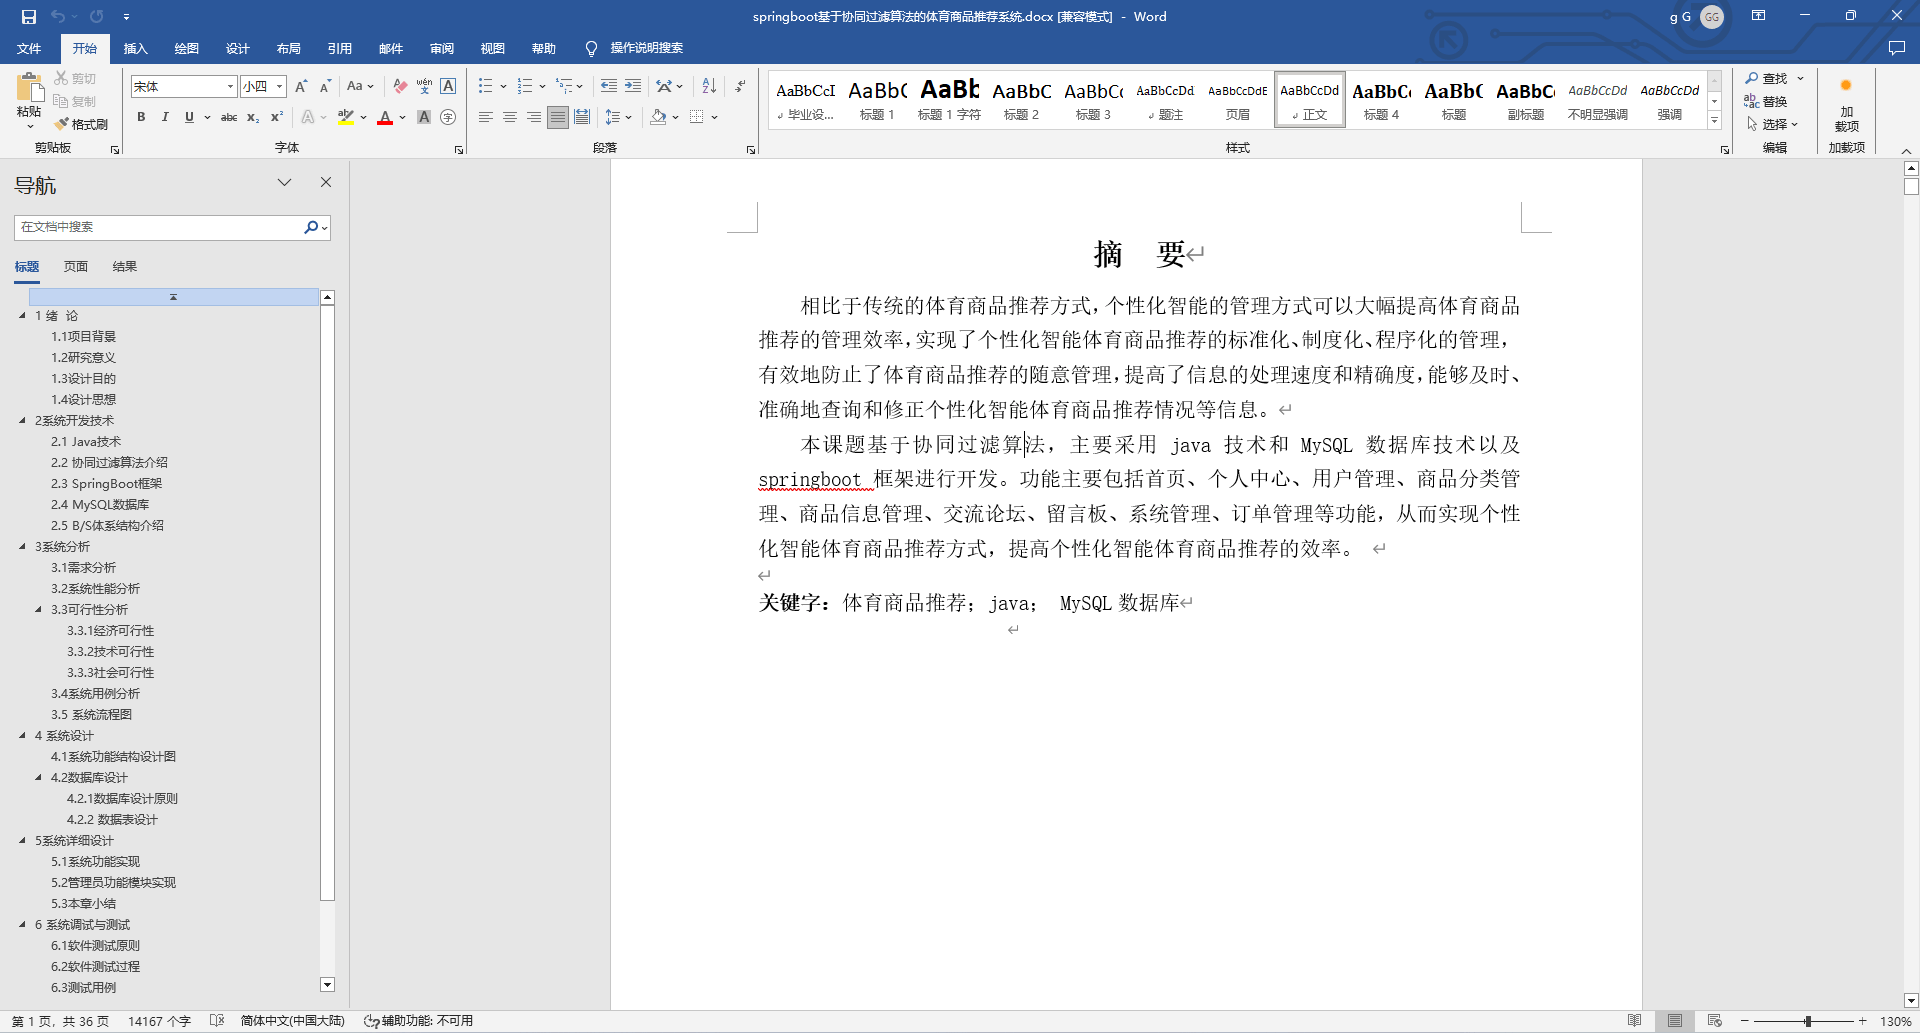 springboot基于协同过滤算法的体育商品推荐系统.docx [兼容模式] - Word
g G
GG
文件 开始 插入 绘图 设计 布局 引用 邮件 审阅 视图 帮助 操作说明搜索
粘贴
剪切
复制
格式刷
剪贴板
宋体 小四
字体
段落
AaBbCcI AaBbC AaBb AaBbC AaBbCc AaBbCcDd AaBbCcDdE AaBbCcDd AaBbC AaBbC AaBbC AaBbCcDd AaBbCcDd
毕业设... 标题 1 标题 1 字符 标题 2 标题 3 题注 页眉 正文 标题 4 标题 副标题 不明显强调 强调
样式
查找
替换
选择
编辑
加
载项
加载项
导航
在文档中搜索
标题 页面 结果
1 绪 论
1.1项目背景
1.2研究意义
1.3设计目的
1.4设计思想
2系统开发技术
2.1 Java技术
2.2 协同过滤算法介绍
2.3 SpringBoot框架
2.4 MySQL数据库
2.5 B/S体系结构介绍
3系统分析
3.1需求分析
3.2系统性能分析
3.3可行性分析
3.3.1经济可行性
3.3.2技术可行性
3.3.3社会可行性
3.4系统用例分析
3.5 系统流程图
4 系统设计
4.1系统功能结构设计图
4.2数据库设计
4.2.1数据库设计原则
4.2.2 数据表设计
5系统详细设计
5.1系统功能实现
5.2管理员功能模块实现
5.3本章小结
6 系统调试与测试
6.1软件测试原则
6.2软件测试过程
6.3测试用例
摘 要
相比于传统的体育商品推荐方式，个性化智能的管理方式可以大幅提高体育商品
推荐的管理效率，实现了个性化智能体育商品推荐的标准化、制度化、程序化的管理，
有效地防止了体育商品推荐的随意管理，提高了信息的处理速度和精确度，能够及时、
准确地查询和修正个性化智能体育商品推荐情况等信息。
本课题基于协同过滤算法，主要采用 java 技术和 MySQL 数据库技术以及
springboot 框架进行开发。功能主要包括首页、个人中心、用户管理、商品分类管
理、商品信息管理、交流论坛、留言板、系统管理、订单管理等功能，从而实现个性
化智能体育商品推荐方式，提高个性化智能体育商品推荐的效率。
关键字：体育商品推荐；java； MySQL 数据库
第 1 页，共 36 页 14167 个字 简体中文(中国大陆) 辅助功能: 不可用
130%